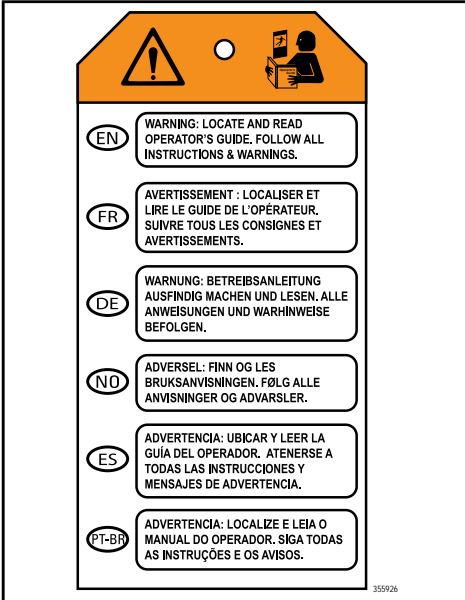 EN
WARNING: LOCATE AND READ
OPERATOR'S GUIDE. FOLLOW ALL
INSTRUCTIONS & WARNINGS.
FR
AVERTISSEMENT : LOCALISER ET
LIRE LE GUIDE DE L'OPÉRATEUR.
SUIVRE TOUS LES CONSIGNES ET
AVERTISSEMENTS.
DE
WARNUNG: BETREIBSANLEITUNG
AUSFINDIG MACHEN UND LESEN. ALLE
ANWEISUNGEN UND WARHINWEISE
BEFOLGEN.
NO
ADVERSEL: FINN OG LES
BRUKSANVISNINGEN. FØLG ALLE
ANVISNINGER OG ADVARSLER.
ES
ADVERTENCIA: UBICAR Y LEER LA
GUÍA DEL OPERADOR. ATENERSE A
TODAS LAS INSTRUCCIONES Y
MENSAJES DE ADVERTENCIA.
PT-BR
ADVERTENCIA: LOCALIZE E LEIA O
MANUAL DO OPERADOR. SIGA TODAS
AS INSTRUÇÕES E OS AVISOS.
355926